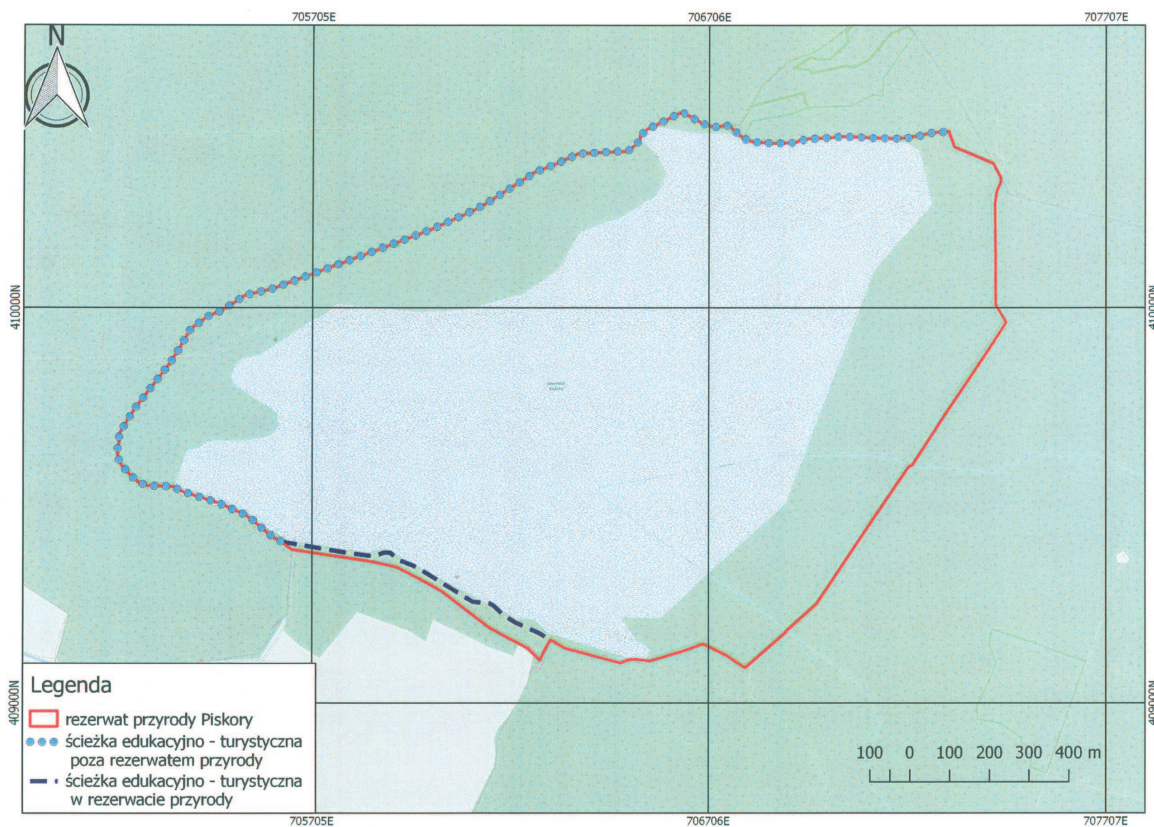 705705E
706706E
707707E
N
410000N
410000N
409000N
409000N
Legenda
rezerwat przyrody Piskory
ścieżka edukacyjno - turystyczna
poza rezerwatem przyrody
ścieżka edukacyjno - turystyczna
w rezerwacie przyrody
100 0 100 200 300 400 m
705705E
706706E
707707E